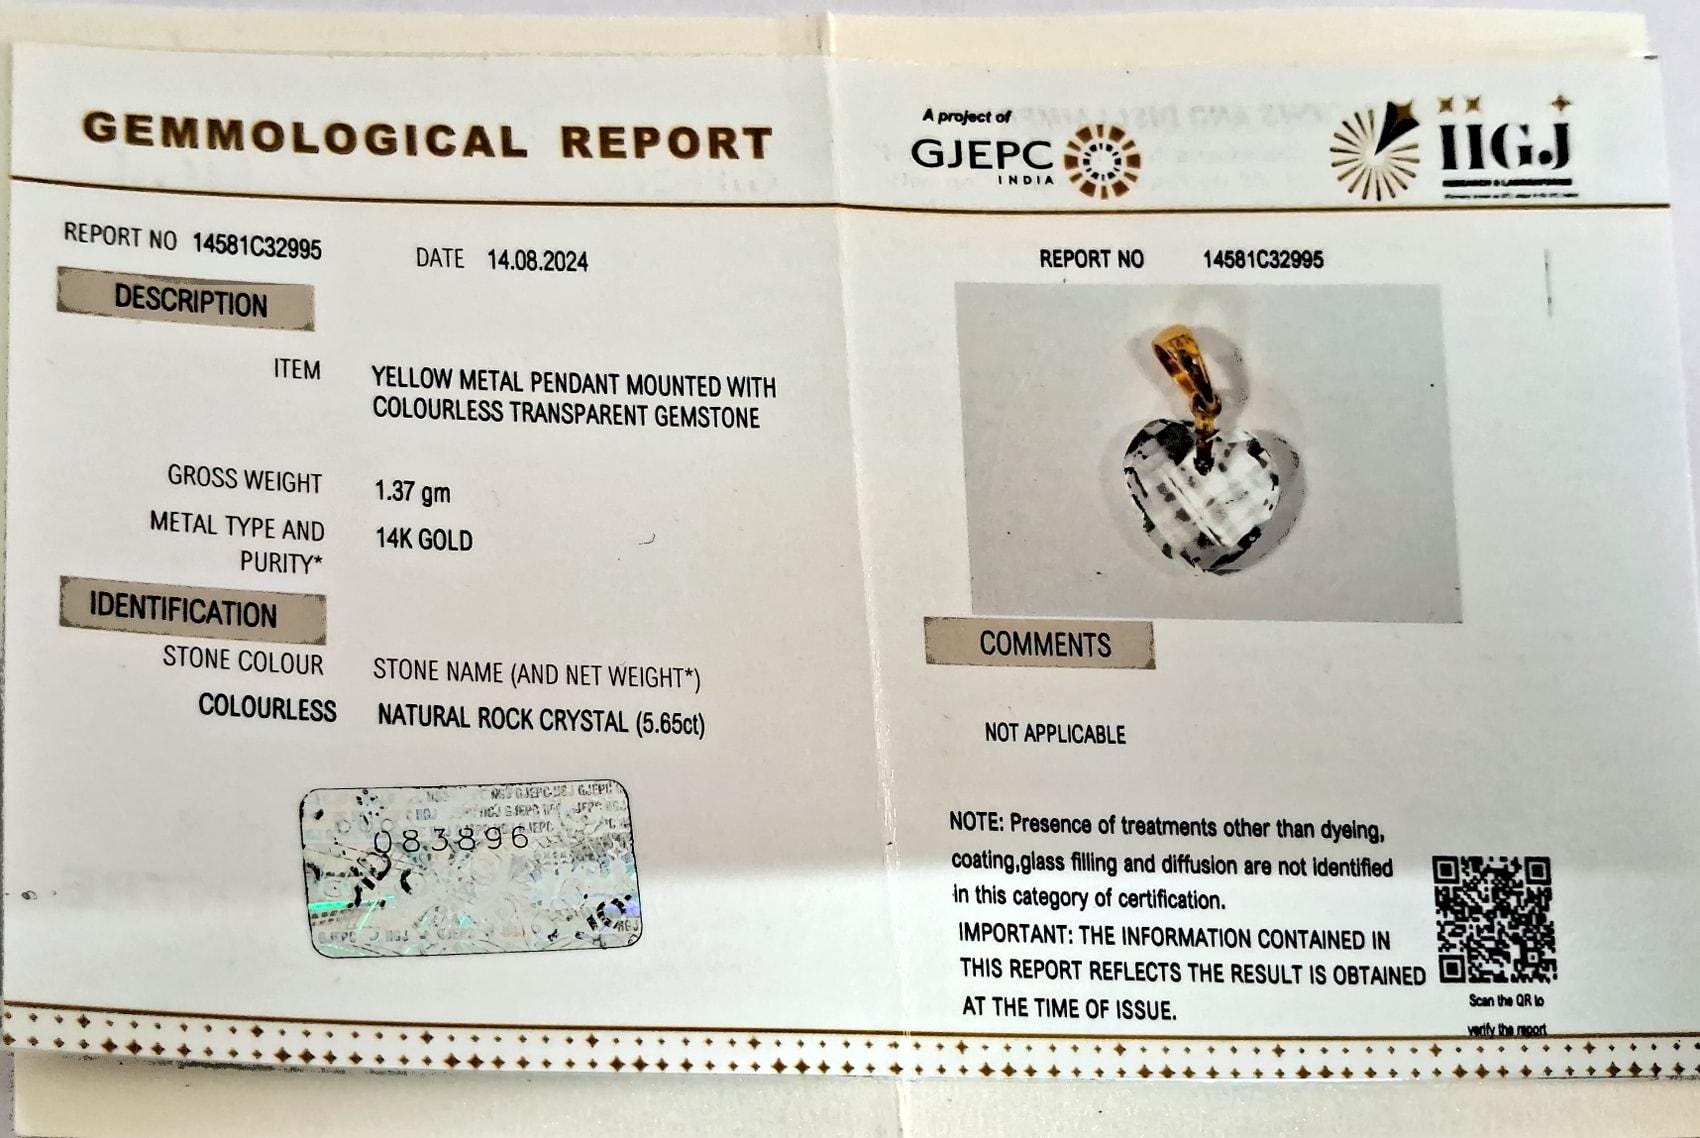 GEMMOLOGICAL REPORT
REPORT NO 14581C32995
DATE 14.08.2024
DESCRIPTION
ITEM YELLOW METAL PENDANT MOUNTED WITH
COLOURLESS TRANSPARENT GEMSTONE
GROSS WEIGHT 1.37 gm
METAL TYPE AND 14K GOLD
PURITY*
IDENTIFICATION
STONE COLOUR STONE NAME (AND NET WEIGHT*)
COLOURLESS NATURAL ROCK CRYSTAL (5.65ct)
083896
A project of
GJEPC
INDIA
IIGJ
RESEARCH & LABORATORIES
REPORT NO 14581C32995
COMMENTS
NOT APPLICABLE
NOTE: Presence of treatments other than dyeing,
coating,glass filling and diffusion are not identified
in this category of certification.
IMPORTANT: THE INFORMATION CONTAINED IN
THIS REPORT REFLECTS THE RESULT IS OBTAINED
AT THE TIME OF ISSUE.
Scan the QR to
verify the report